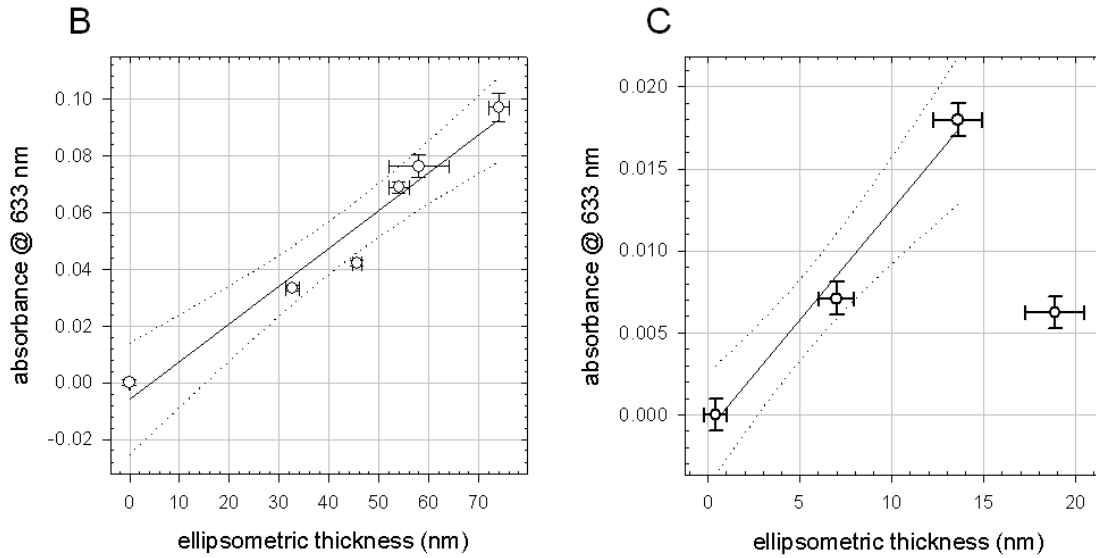 B
0.10
0.08
0.06
0.04
0.02
0.00
-0.02
absorbance @ 633 nm
0 10 20 30 40 50 60 70
ellipsometric thickness (nm)
C
0.020
0.015
0.010
0.005
0.000
absorbance @ 633 nm
0 5 10 15 20
ellipsometric thickness (nm)